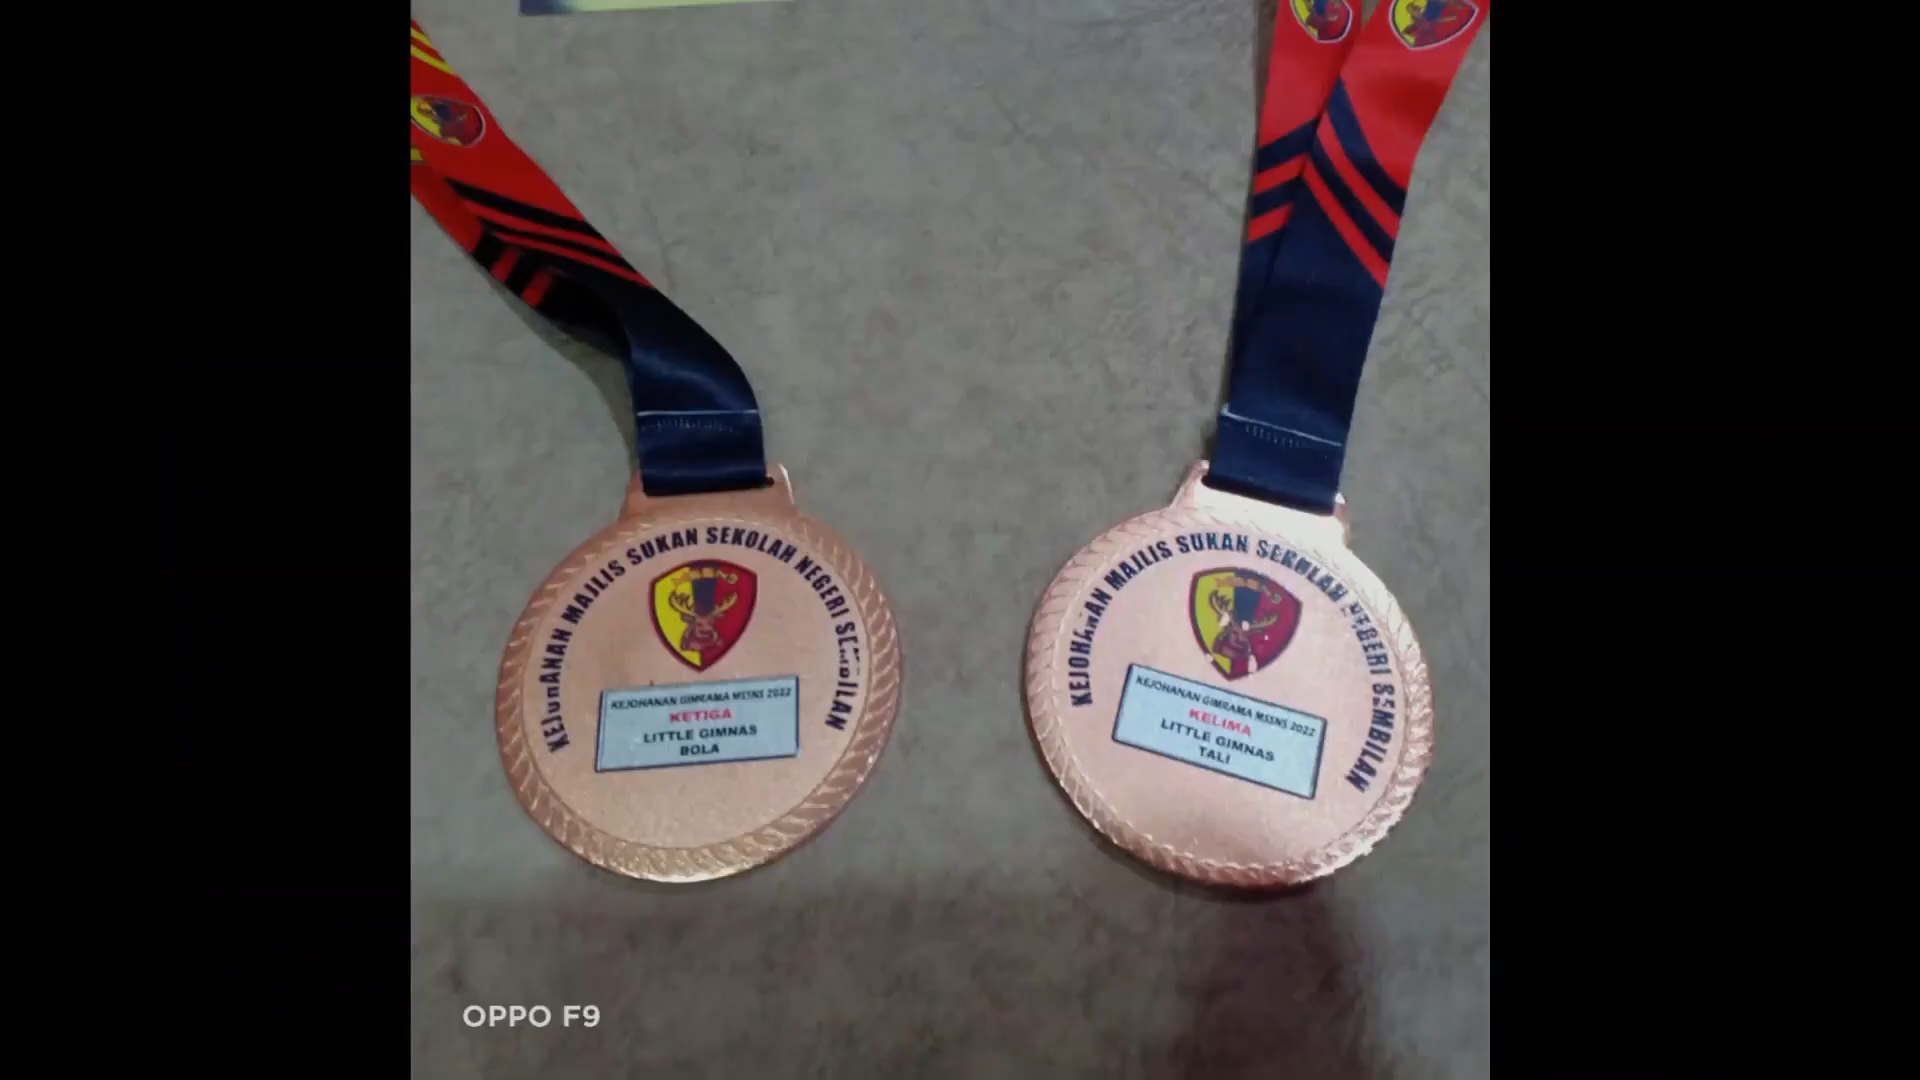 KEJOHANAN MAJLIS SUKAN SEKOLAH NEGERI SEMBILAN
KEJOHANAN GIMRAMA MSSNS 2022
KETIGA
LITTLE GIMNAS
BOLA
KEJOHANAN MAJLIS SUKAN SEKOLAH NEGERI SEMBILAN
KEJOHANAN GIMRAMA MSSNS 2022
KELIMA
LITTLE GIMNAS
TALI
OPPO F9